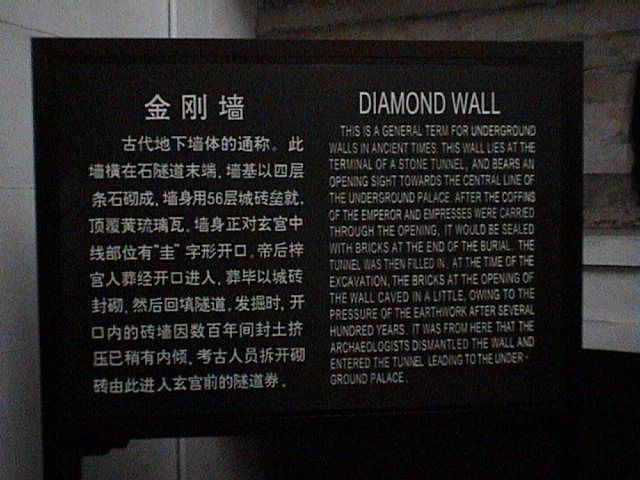 金刚墙
古代地下墙体的通称。此
墙横在石隧道末端，墙基以四层
条石砌成，墙身用56层城砖垒就，
顶覆黄琉璃瓦。墙身正对玄宫中
线部位有"圭"字形开口，帝后梓
宫入葬经开口进入，葬毕以城砖
封砌，然后回填隧道。发掘时，开
口内的砖墙因数百年间封土挤
压已稍有内倾，考古人员拆开砌
砖由此进入玄宫前的隧道券。
DIAMOND WALL
THIS IS A GENERAL TERM FOR UNDERGROUND
WALLS IN ANCIENT TIMES. THIS WALL LIES AT THE
TERMINAL OF A STONE TUNNEL, AND BEARS AN
OPENING SIGHT TOWARDS THE CENTRAL LINE OF
THE UNDERGROUND PALACE. AFTER THE COFFINS
OF THE EMPEROR AND EMPRESSES WERE CARRIED
THROUGH THE OPENING, IT WOULD BE SEALED
WITH BRICKS AT THE END OF THE BURIAL. THE
TUNNEL WAS THEN FILLED IN. AT THE TIME OF THE
EXCAVATION, THE BRICKS AT THE OPENING OF
THE WALL CAVED IN A LITTLE, OWING TO THE
PRESSURE OF THE EARTHWORK AFTER SEVERAL
HUNDRED YEARS. IT WAS FROM HERE THAT THE
ARCHAEOLOGISTS DISMANTLED THE WALL AND
ENTERED THE TUNNEL LEADING TO THE UNDER-
GROUND PALACE.